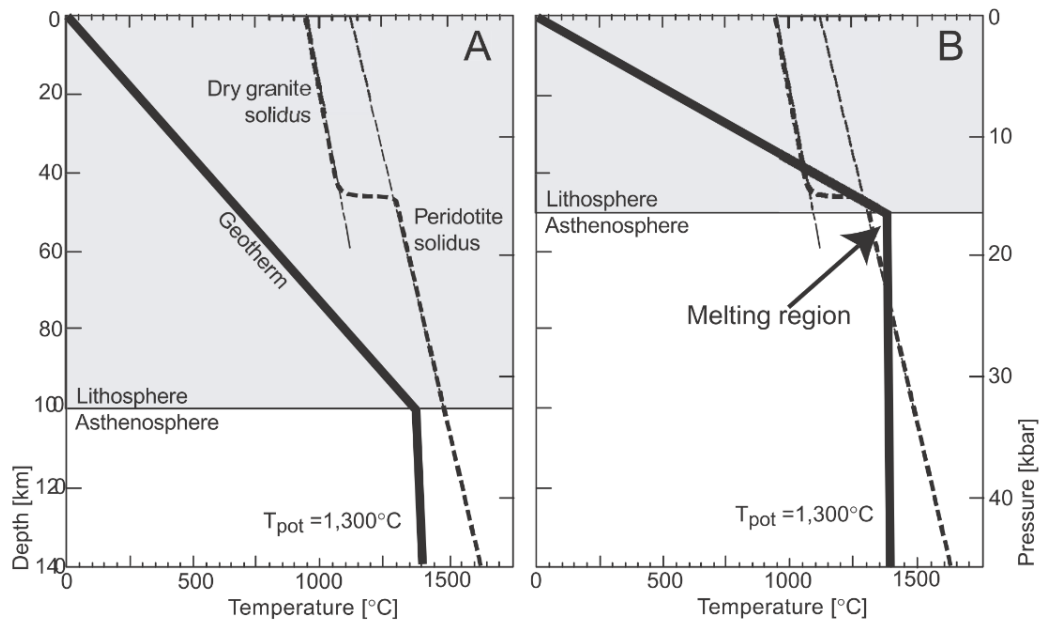 A
0
20
40
60
80
100
120
140
Depth [km]
Dry granite
solidus
Peridotite
solidus
Geotherm
Lithosphere
Asthenosphere
Tpot =1,300°C
0
500
1000
1500
Temperature [°C]
B
0
10
20
30
40
Pressure [kbar]
Lithosphere
Asthenosphere
Melting region
Tpot =1,300°C
0
500
1000
1500
Temperature [°C]